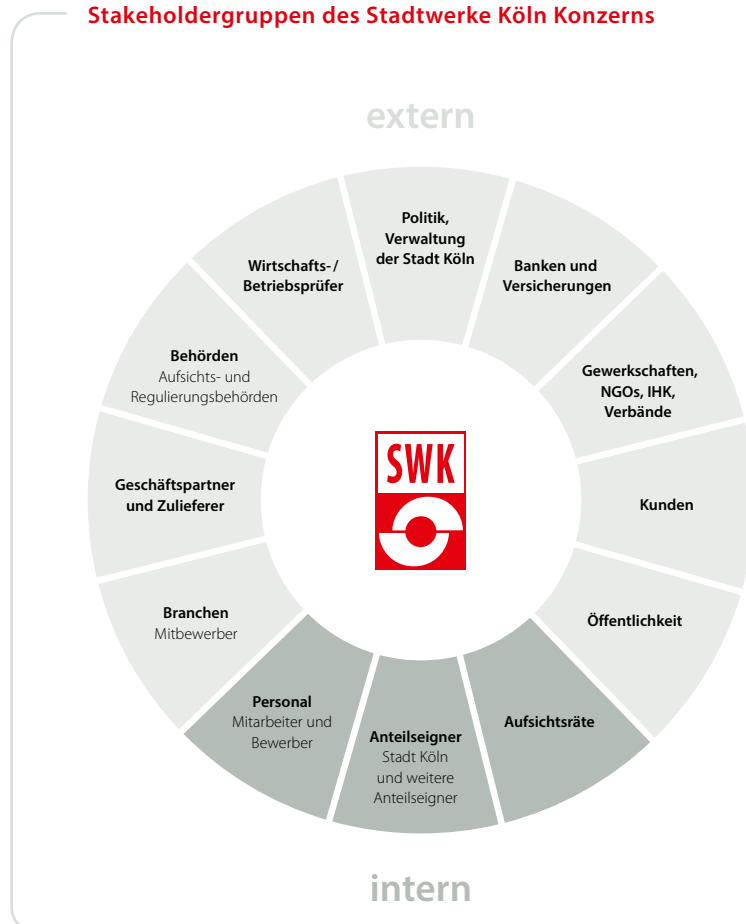 Stakeholdergruppen des Stadtwerke Köln Konzerns
extern
Politik,
Verwaltung
der Stadt Köln
Banken und
Versicherungen
Gewerkschaften,
NGOs, IHK,
Verbände
Kunden
Öffentlichkeit
Aufsichtsräte
Anteilseigner
Stadt Köln
und weitere
Anteilseigner
Personal
Mitarbeiter und
Bewerber
Branchen
Mitbewerber
Geschäftspartner
und Zulieferer
Behörden
Aufsichts- und
Regulierungsbehörden
Wirtschafts- /
Betriebsprüfer
SWK
intern